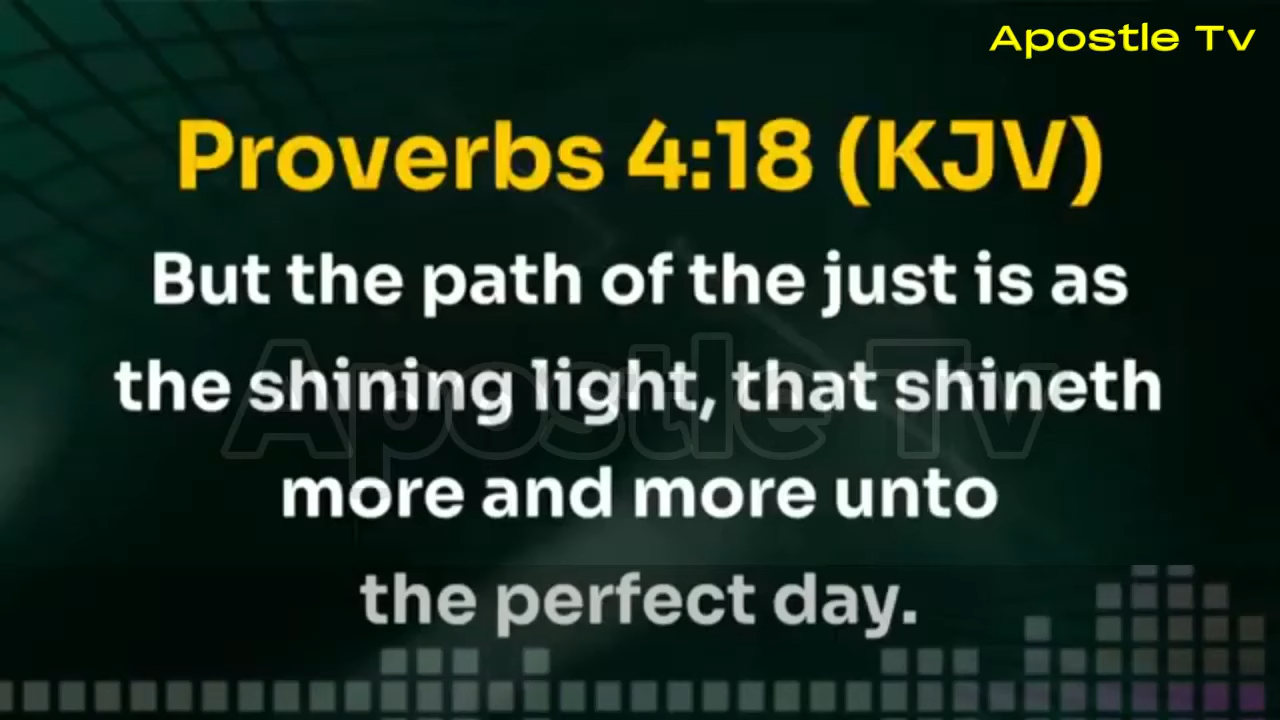 Apostle Tv
Proverbs 4:18 (KJV)
But the path of the just is as
the shining light, that shineth
Apostle Tv
more and more unto
the perfect day.